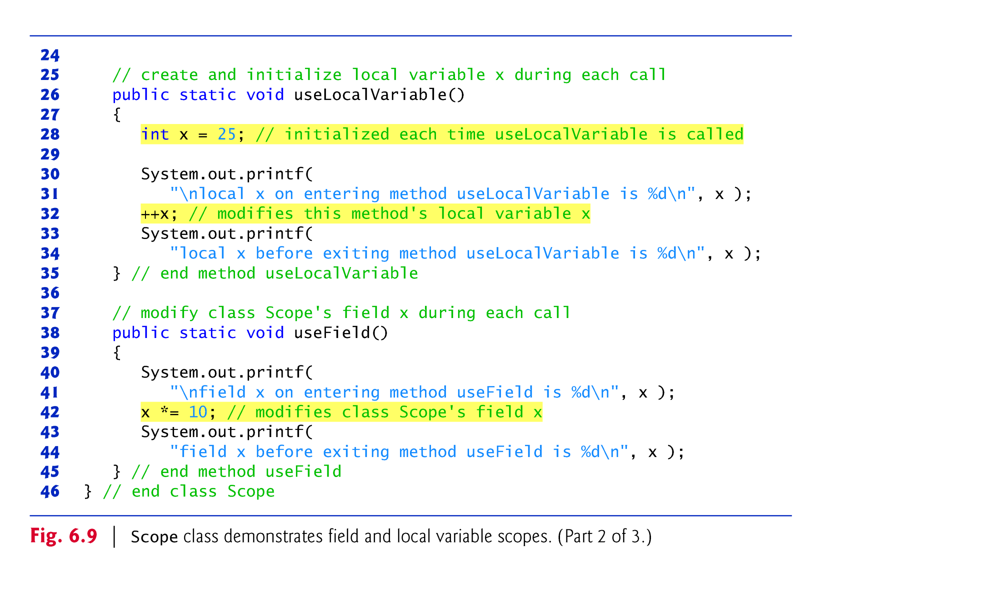 24
25 // create and initialize local variable x during each call
26 public static void useLocalVariable()
27 {
28 int x = 25; // initialized each time useLocalVariable is called
29
30 System.out.printf(
31 "\nlocal x on entering method useLocalVariable is %d\n", x );
32 ++x; // modifies this method's local variable x
33 System.out.printf(
34 "local x before exiting method useLocalVariable is %d\n", x );
35 } // end method useLocalVariable
36
37 // modify class Scope's field x during each call
38 public static void useField()
39 {
40 System.out.printf(
41 "\nfield x on entering method useField is %d\n", x );
42 x *= 10; // modifies class Scope's field x
43 System.out.printf(
44 "field x before exiting method useField is %d\n", x );
45 } // end method useField
46 } // end class Scope
Fig. 6.9 | Scope class demonstrates field and local variable scopes. (Part 2 of 3.)